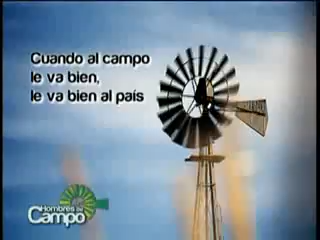 Cuando al campo
le va bien,
le va bien al país
Hombres de
Campo